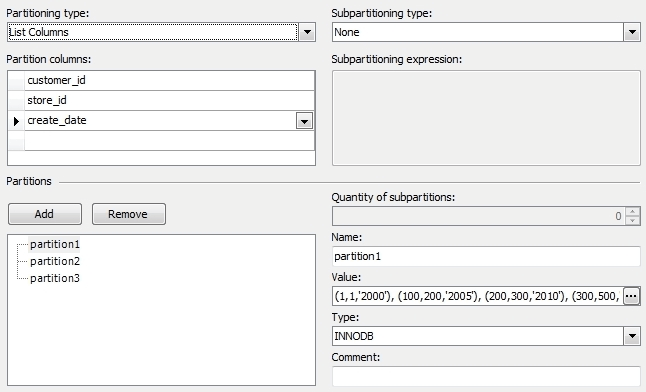 Partitioning type:
List Columns
Subpartitioning type:
None
Partition columns:
customer_id
store_id
create_date
Subpartitioning expression:
Partitions
Add
Remove
partition1
partition2
partition3
Quantity of subpartitions:
0
Name:
partition1
Value:
(1,1,'2000'), (100,200,'2005'), (200,300,'2010'), (300,500,'
...
Type:
INNODB
Comment: